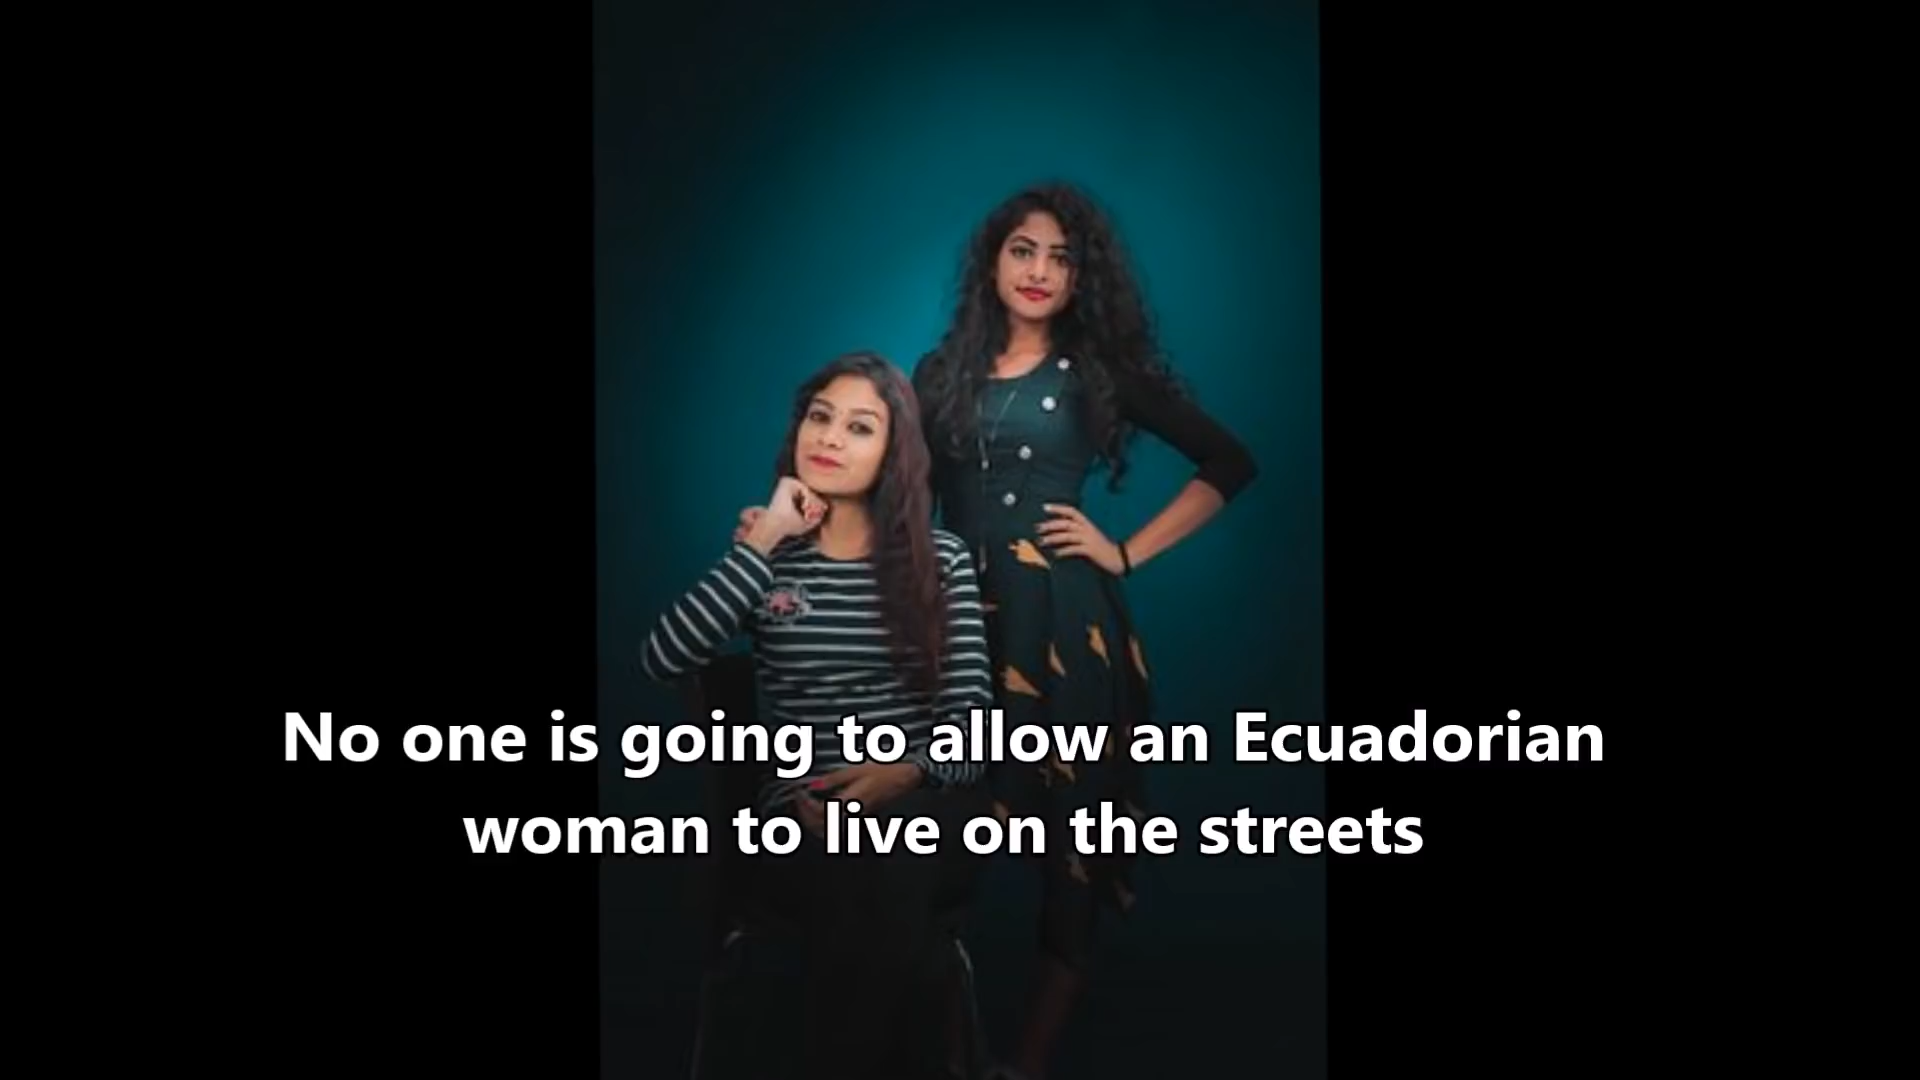 No one is going to allow an Ecuadorian
woman to live on the streets